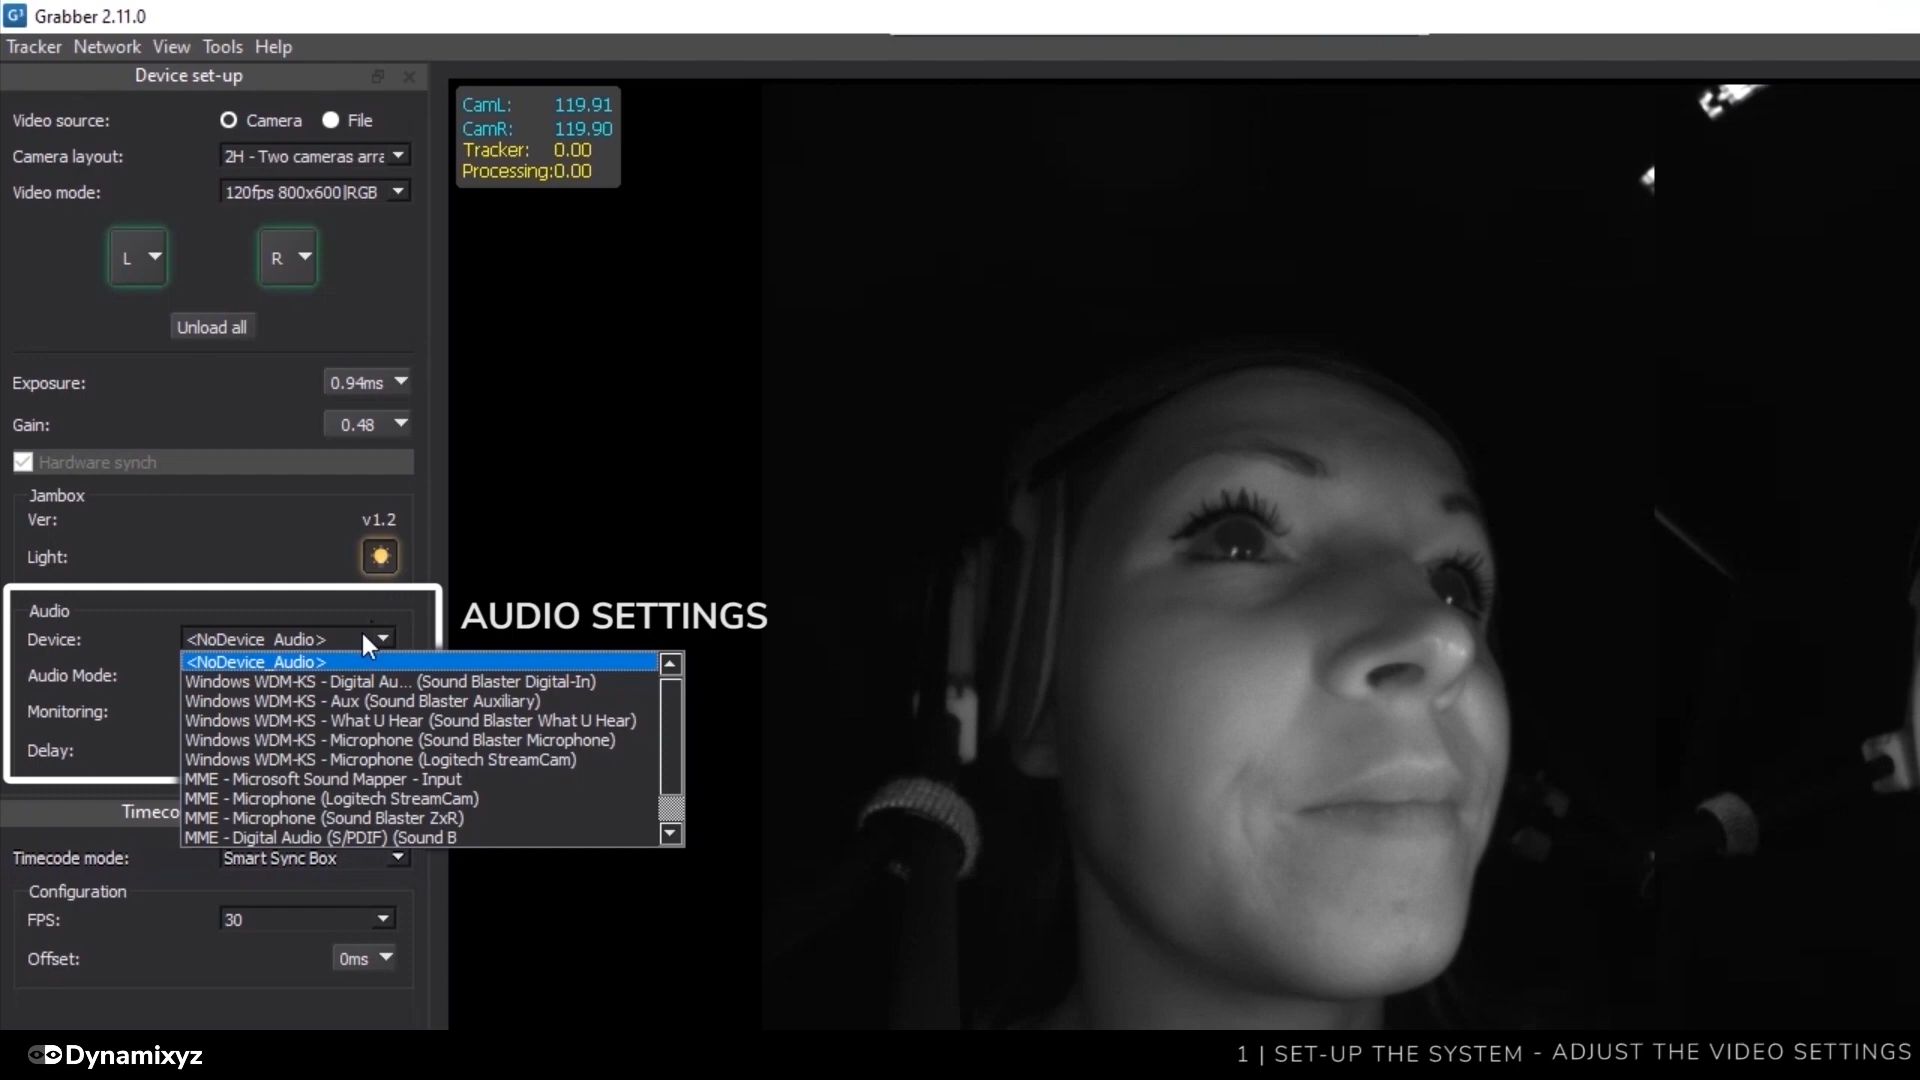 Grabber 2.11.0
Tracker Network View Tools Help
Device set-up
Video source: Camera File
Camera layout: 2H - Two cameras arra
Video mode: 120fps 800x600 RGB
L R
Unload all
Exposure: 0.94ms
Gain: 0.48
Hardware synch
Jambox
Ver: v1.2
Light:
Audio
Device: <NoDevice_Audio>
Audio Mode:
Monitoring:
Delay:
<NoDevice_Audio>
Windows WDM-KS - Digital Au... (Sound Blaster Digital-In)
Windows WDM-KS - Aux (Sound Blaster Auxiliary)
Windows WDM-KS - What U Hear (Sound Blaster What U Hear)
Windows WDM-KS - Microphone (Sound Blaster Microphone)
Windows WDM-KS - Microphone (Logitech StreamCam)
MME - Microsoft Sound Mapper - Input
MME - Microphone (Logitech StreamCam)
MME - Microphone (Sound Blaster ZxR)
MME - Digital Audio (S/PDIF) (Sound B
Timeco
Timecode mode: Smart Sync Box
Configuration
FPS: 30
Offset: 0ms
CamL: 119.91
CamR: 119.90
Tracker: 0.00
Processing:0.00
AUDIO SETTINGS
Dynamixyz
1 | SET-UP THE SYSTEM - ADJUST THE VIDEO SETTINGS